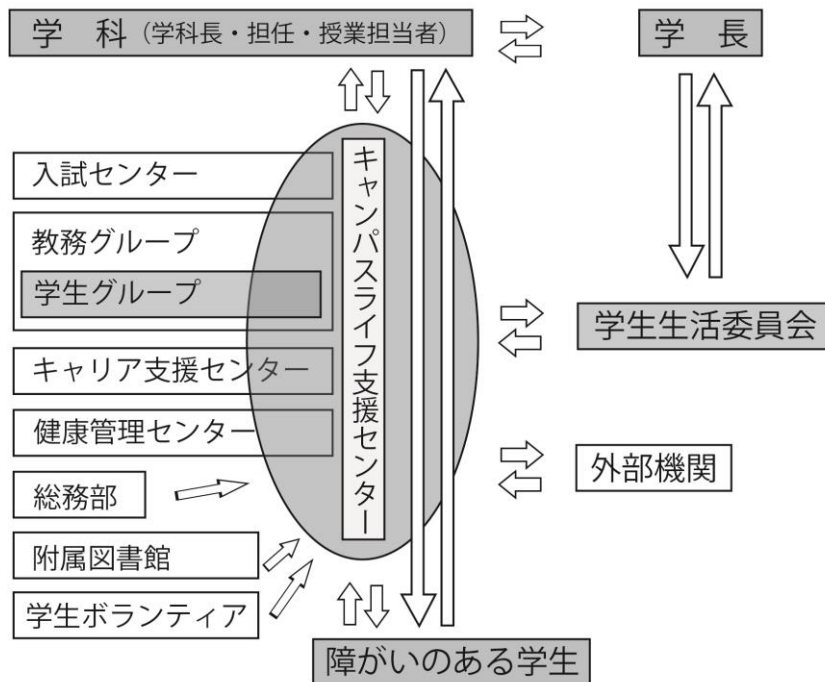 学　科（学科長・担任・授業担当者）
学　長
キャンパスライフ支援センター
入試センター
教務グループ
学生グループ
キャリア支援センター
健康管理センター
総務部
附属図書館
学生ボランティア
学生生活委員会
外部機関
障がいのある学生